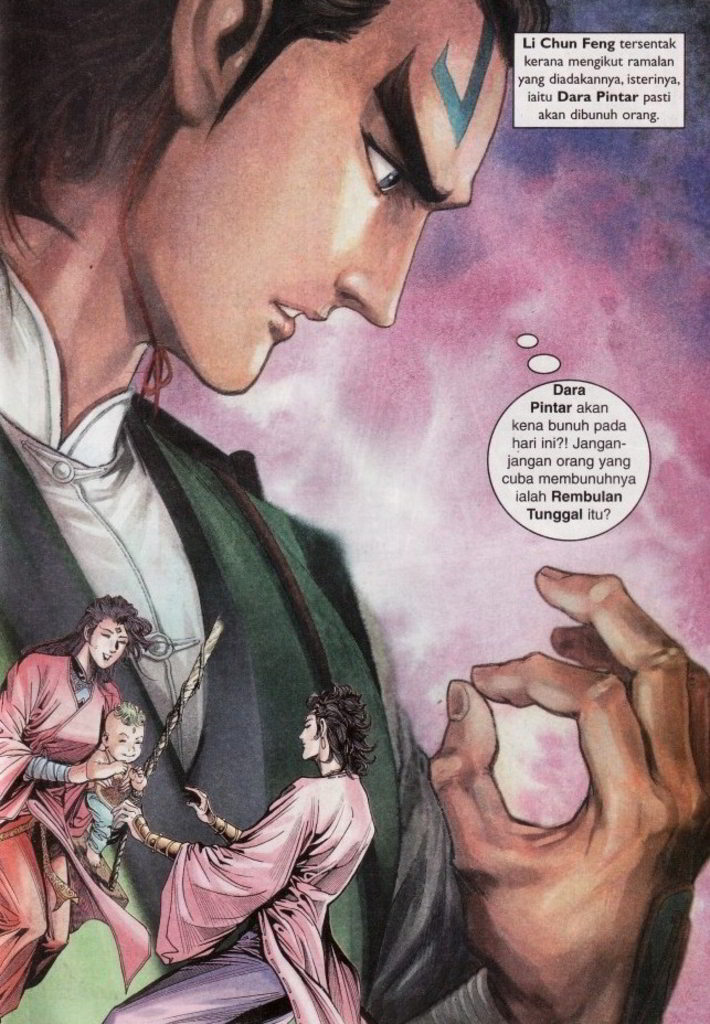 Li Chun Feng tersentak
kerana mengikut ramalan
yang diadakannya, isterinya,
iaitu Dara Pintar pasti
akan dibunuh orang.
Dara
Pintar akan
kena bunuh pada
hari ini?! Jangan-
jangan orang yang
cuba membunuhnya
ialah Rembulan
Tunggal itu?